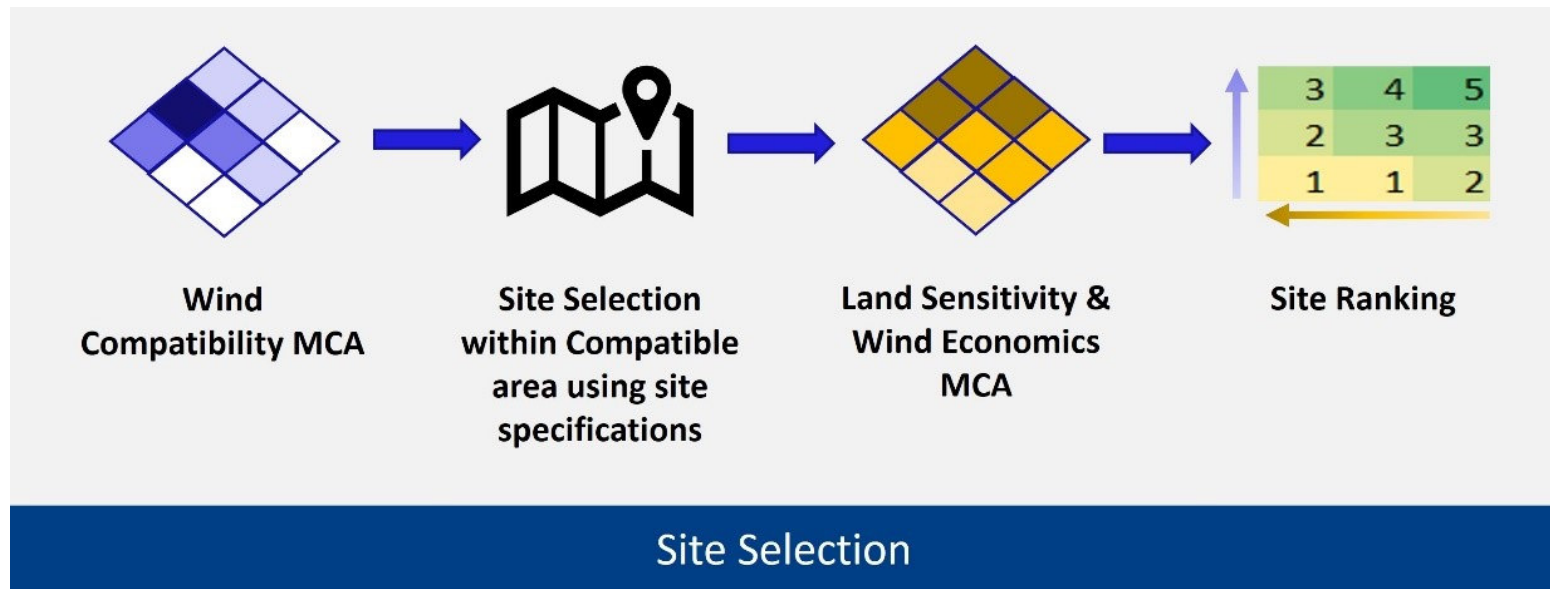 3 4 5
2 3 3
1 1 2
Wind
Compatibility MCA
Site Selection
within Compatible
area using site
specifications
Land Sensitivity &
Wind Economics
MCA
Site Ranking
Site Selection